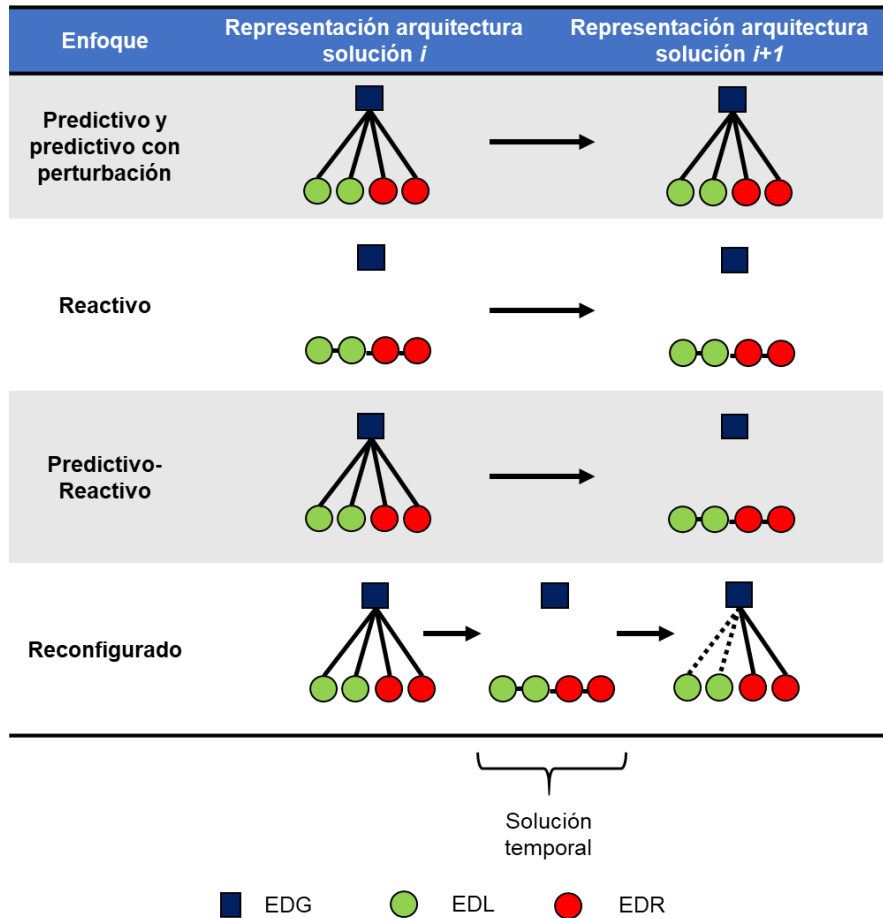 Enfoque
Representación arquitectura
solución i
Representación arquitectura
solución i+1
Predictivo y
predictivo con
perturbación
Reactivo
Predictivo-
Reactivo
Reconfigurado
Solución
temporal
EDG
EDL
EDR